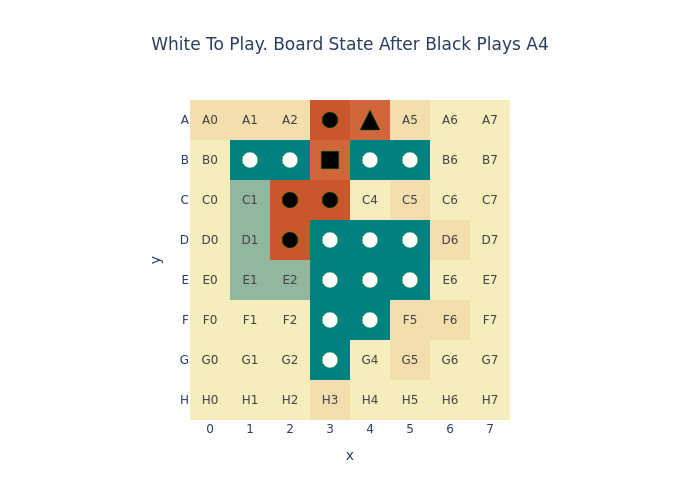 White To Play. Board State After Black Plays A4
A A0 A1 A2 A5 A6 A7
B B0 B6 B7
C C0 C1 C4 C5 C6 C7
D D0 D1 D6 D7
E E0 E1 E2 E6 E7
F F0 F1 F2 F5 F6 F7
G G0 G1 G2 G4 G5 G6 G7
H H0 H1 H2 H3 H4 H5 H6 H7
0 1 2 3 4 5 6 7
x
y